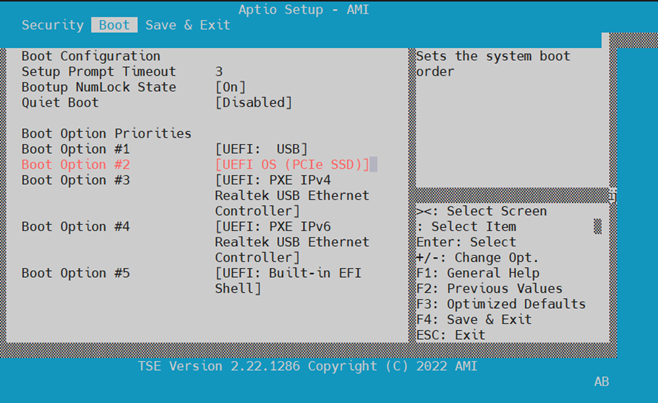 Aptio Setup - AMI
Security Boot Save & Exit
Boot Configuration
Setup Prompt Timeout 3
Bootup NumLock State [On]
Quiet Boot [Disabled]
Boot Option Priorities
Boot Option #1 [UEFI: USB]
Boot Option #2 [UEFI OS (PCIe SSD)]
Boot Option #3 [UEFI: PXE IPv4
Realtek USB Ethernet
Controller]
Boot Option #4 [UEFI: PXE IPv6
Realtek USB Ethernet
Controller]
Boot Option #5 [UEFI: Built-in EFI
Shell]
Sets the system boot
order
><: Select Screen
: Select Item
Enter: Select
+/-: Change Opt.
F1: General Help
F2: Previous Values
F3: Optimized Defaults
F4: Save & Exit
ESC: Exit
TSE Version 2.22.1286 Copyright (C) 2022 AMI
AB